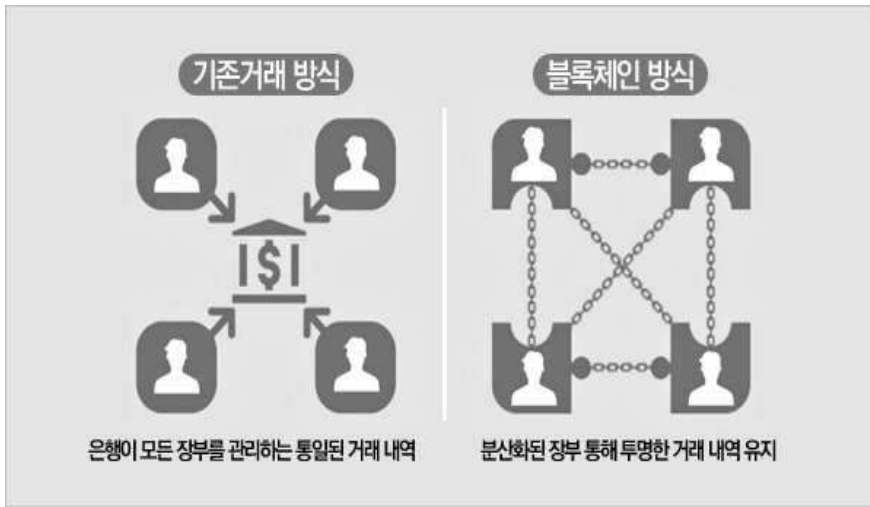 기존거래 방식
블록체인 방식
$
은행이 모든 장부를 관리하는 통일된 거래 내역
분산화된 장부 통해 투명한 거래 내역 유지